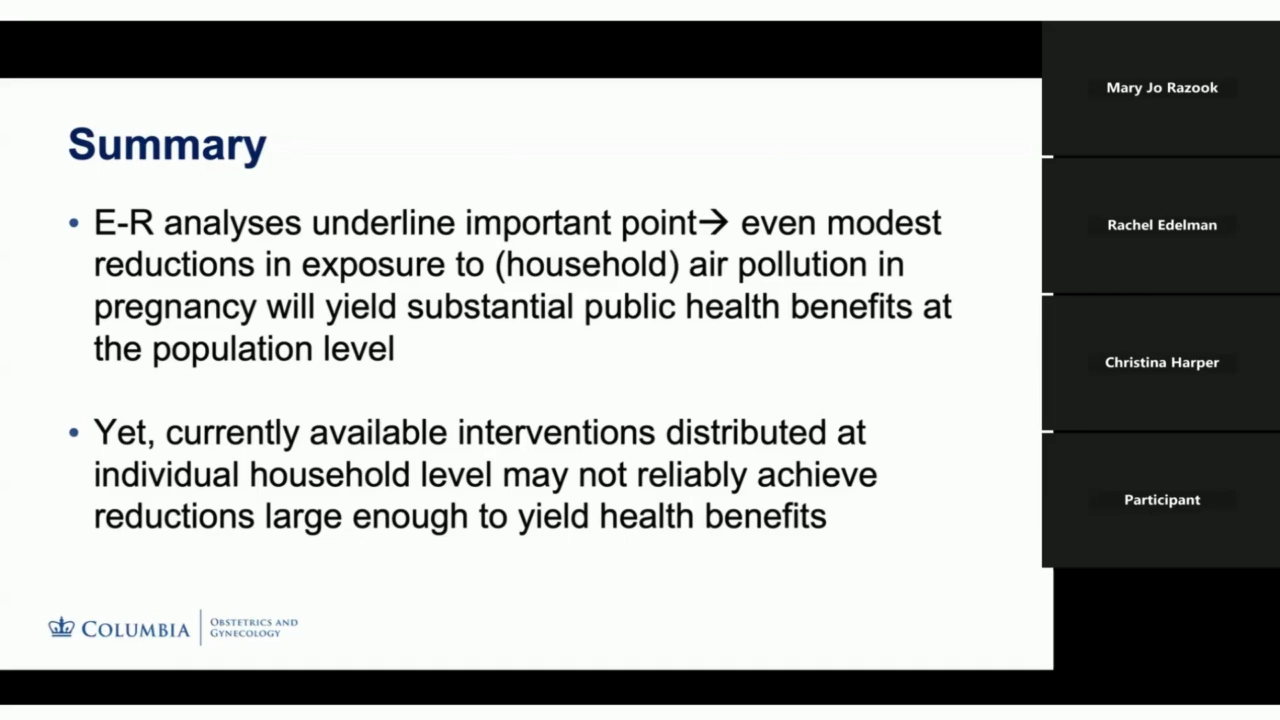 Summary
• E-R analyses underline important point→ even modest
reductions in exposure to (household) air pollution in
pregnancy will yield substantial public health benefits at
the population level
• Yet, currently available interventions distributed at
individual household level may not reliably achieve
reductions large enough to yield health benefits
COLUMBIA
OBSTETRICS AND
GYNECOLOGY
Mary Jo Razook
Rachel Edelman
Christina Harper
Participant